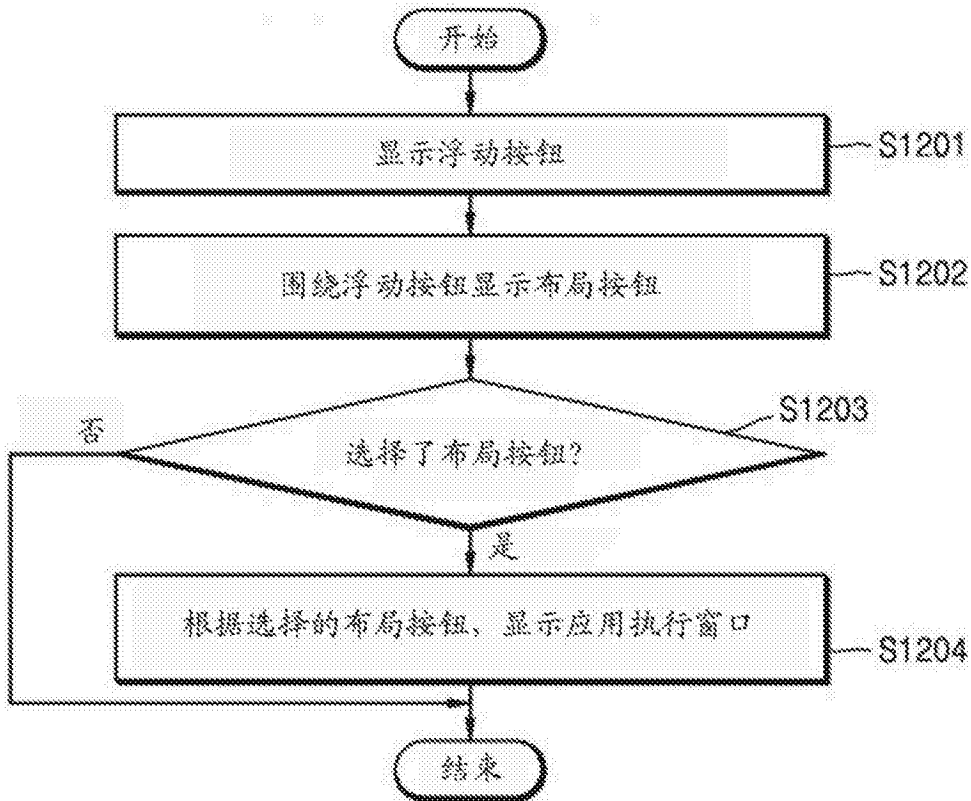 开始
显示浮动按钮
S1201
围绕浮动按钮显示布局按钮
S1202
S1203
否
选择了布局按钮?
是
根据选择的布局按钮、显示应用执行窗口
S1204
结束